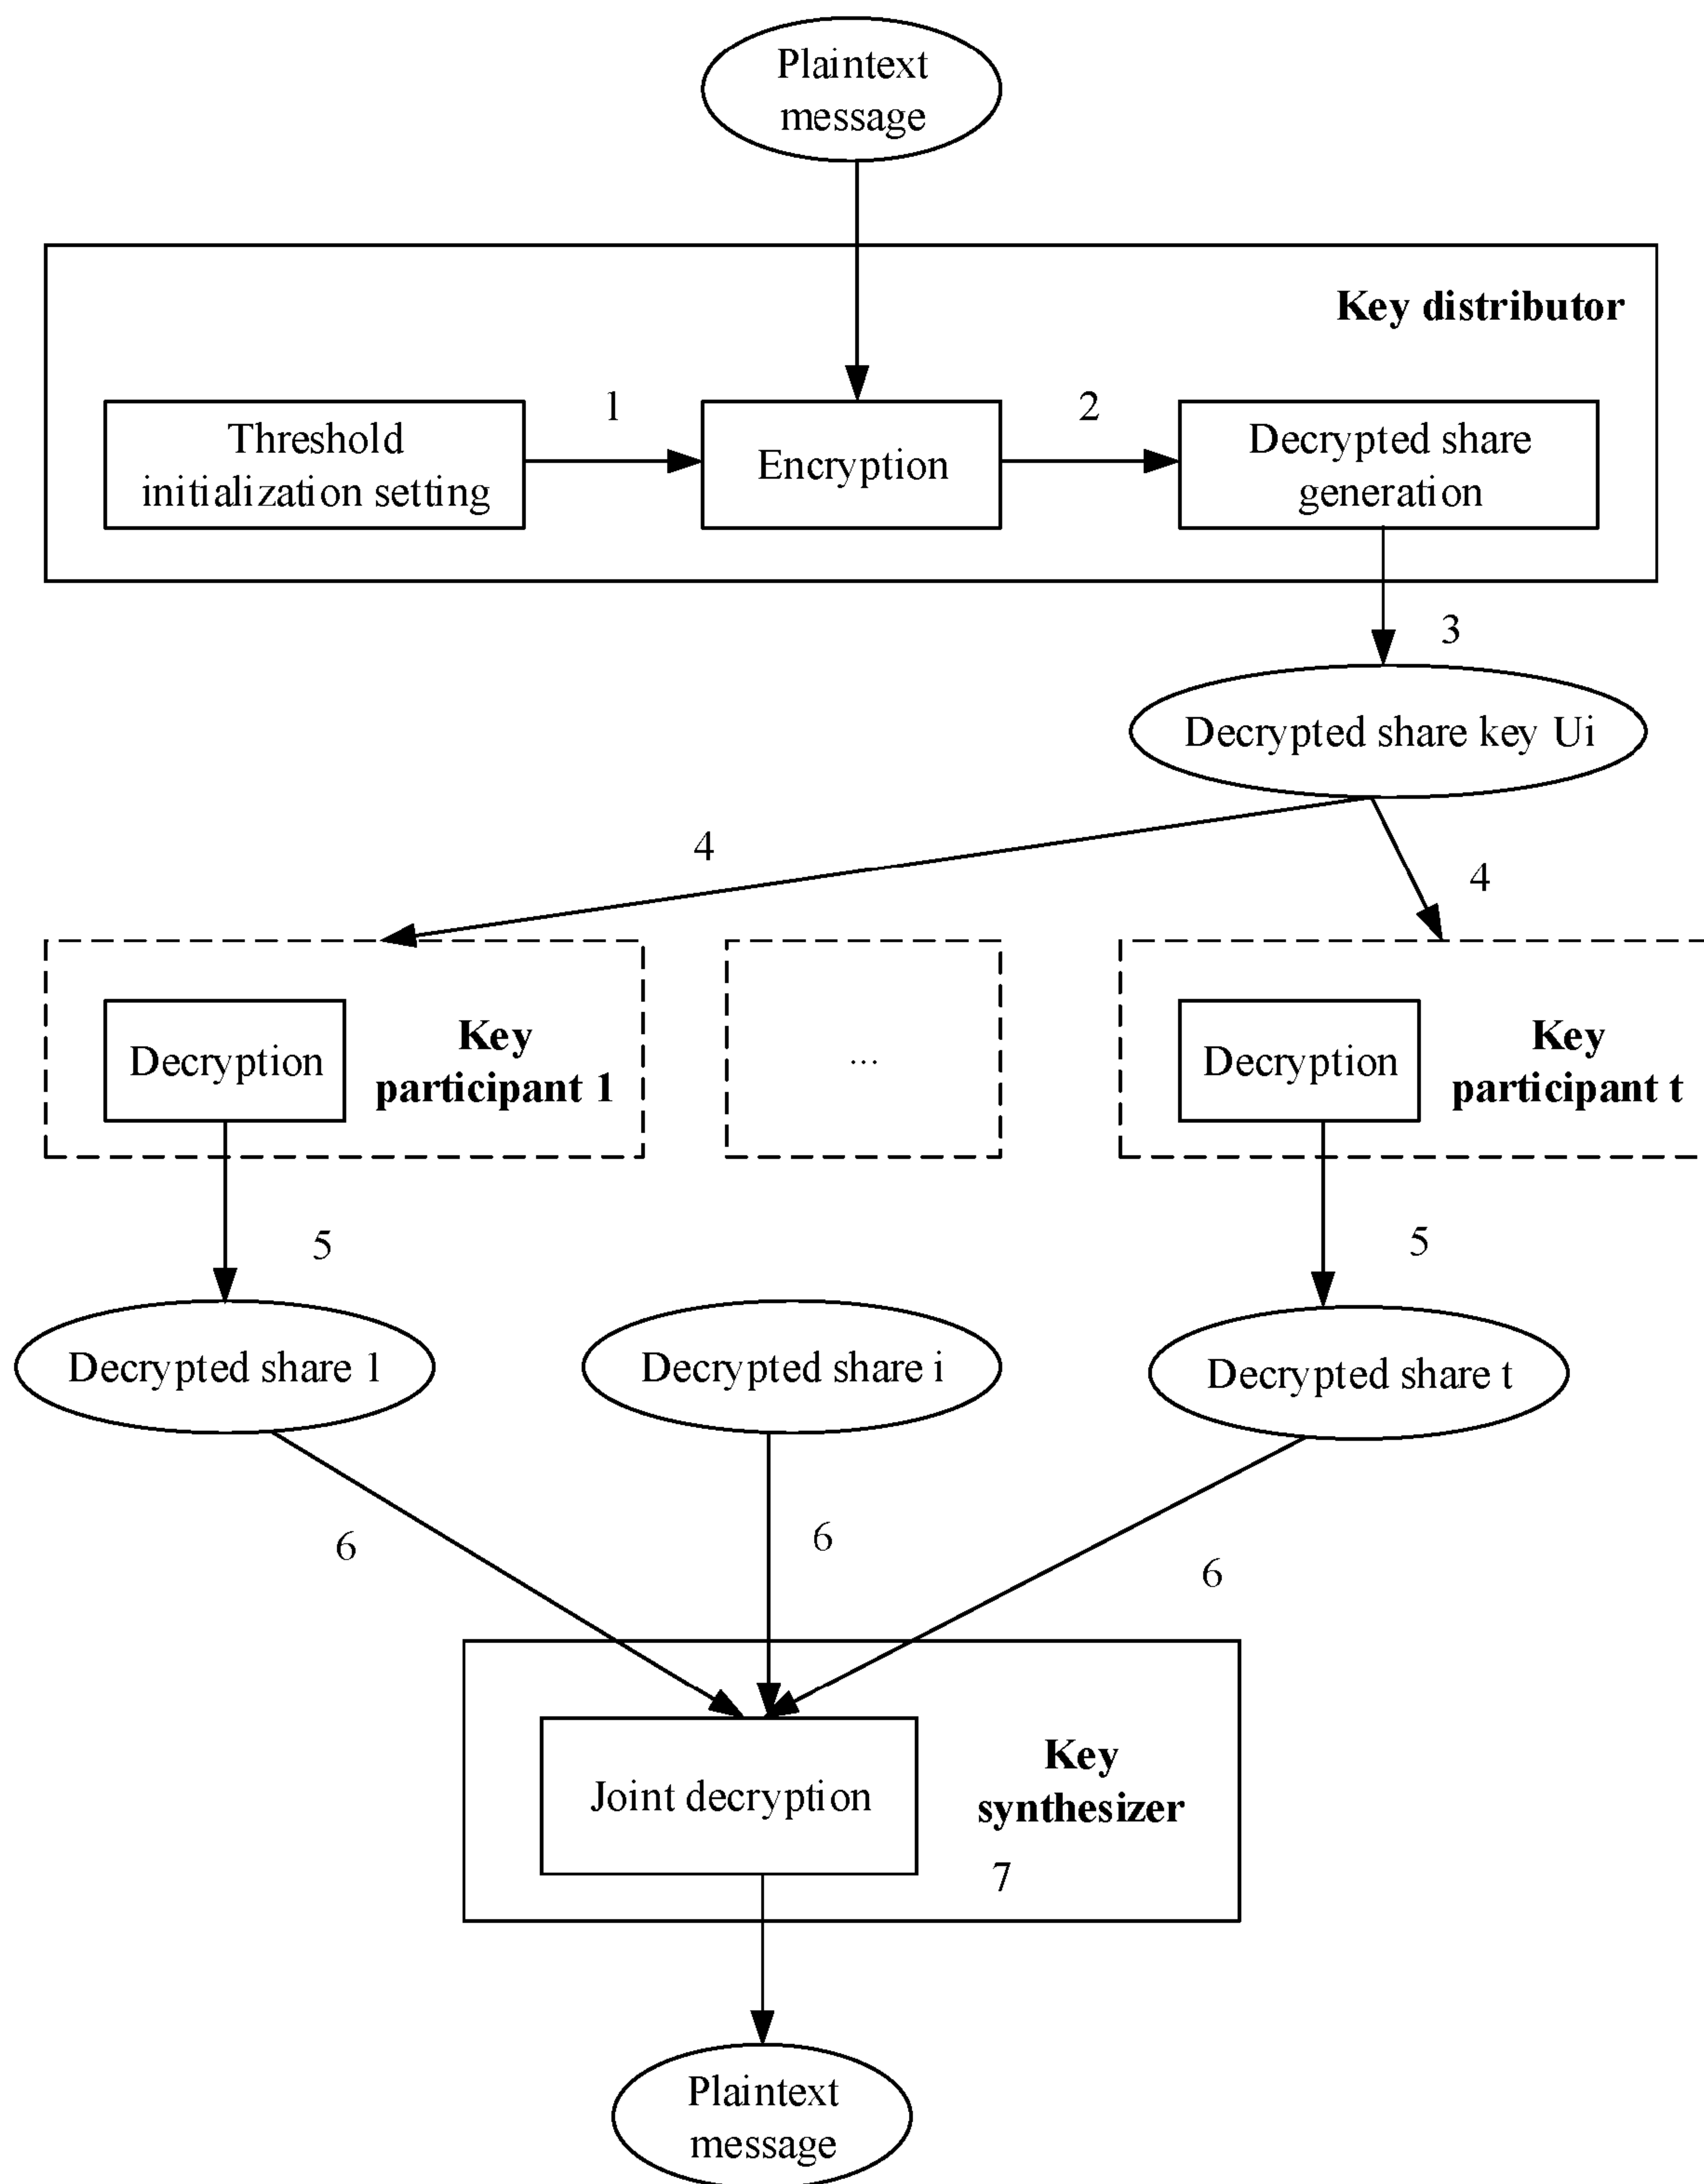 Plaintext
message
Key distributor
1
2
Threshold
initialization setting
Encryption
Decrypted share
generation
3
Decrypted share key Ui
4
4
Decryption
Key
participant 1
...
Decryption
Key
participant t
5
5
Decrypted share 1
Decrypted share i
Decrypted share t
6
6
6
Joint decryption
Key
synthesizer
7
Plaintext
message